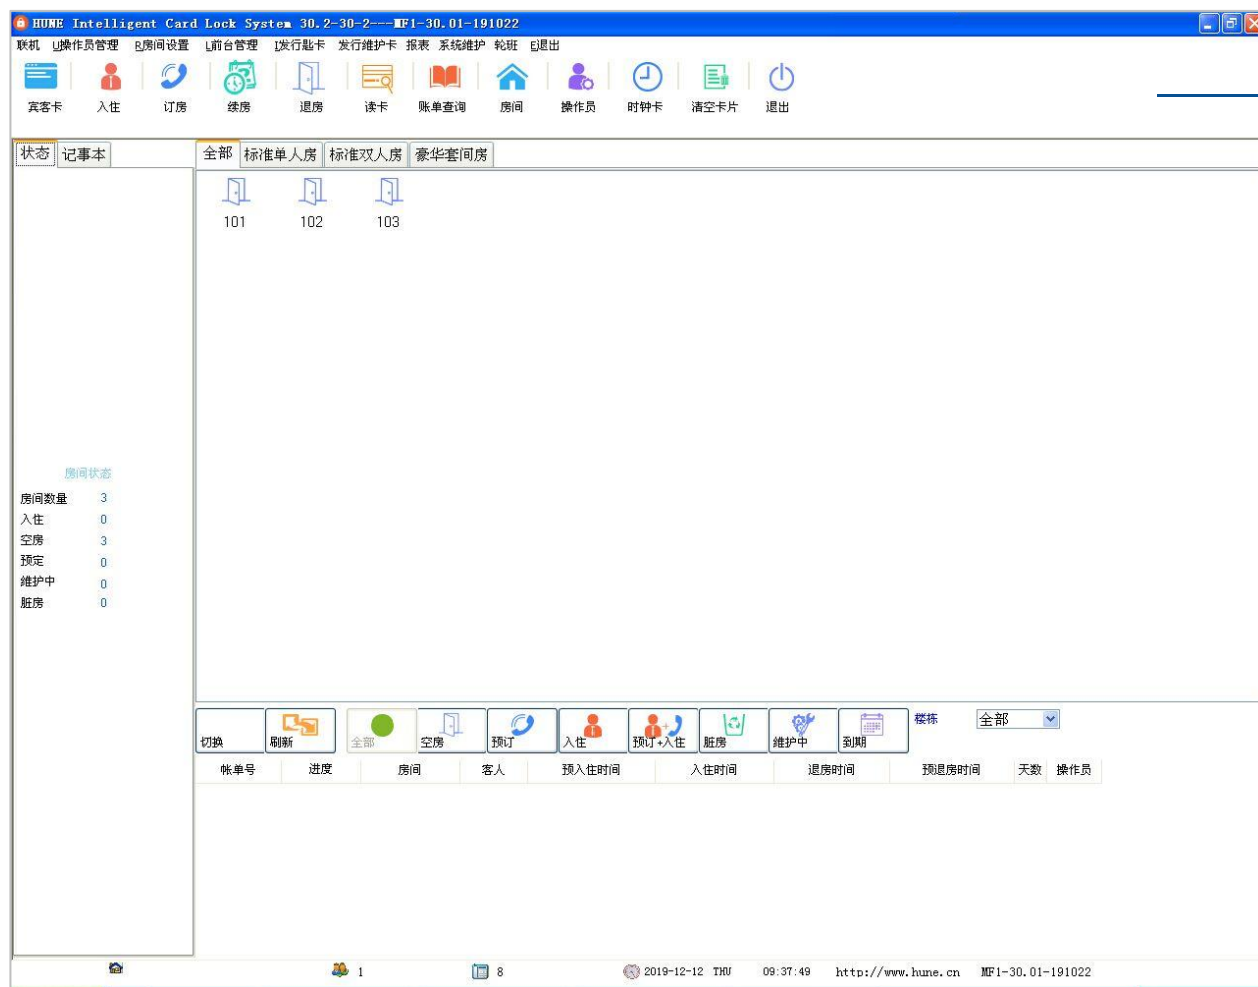 HUNE Intelligent Card Lock System 30.2-30-2---MF1-30.01-191022
联机 U操作员管理 R房间设置 L前台管理 I发行匙卡 发行維护卡 报表 系统維护 轮班 E退出
宾客卡 入住 订房 续房 退房 读卡 账单查询 房间 操作员 时钟卡 清空卡片 退出
状态 记事本 全部 标准单人房 标准双人房 豪华套间房
101 102 103
房间状态
房间数量 3
入住 0
空房 3
预定 0
維护中 0
脏房 0
切换 刷新 全部 空房 预订 入住 预订+入住 脏房 維护中 到期 楼栋 全部
帐单号 进度 房间 客人 预入住时间 入住时间 退房时间 预退房时间 天数 操作员
1 8 2019-12-12 THU 09:37:49 http://www.hune.cn MF1-30.01-191022